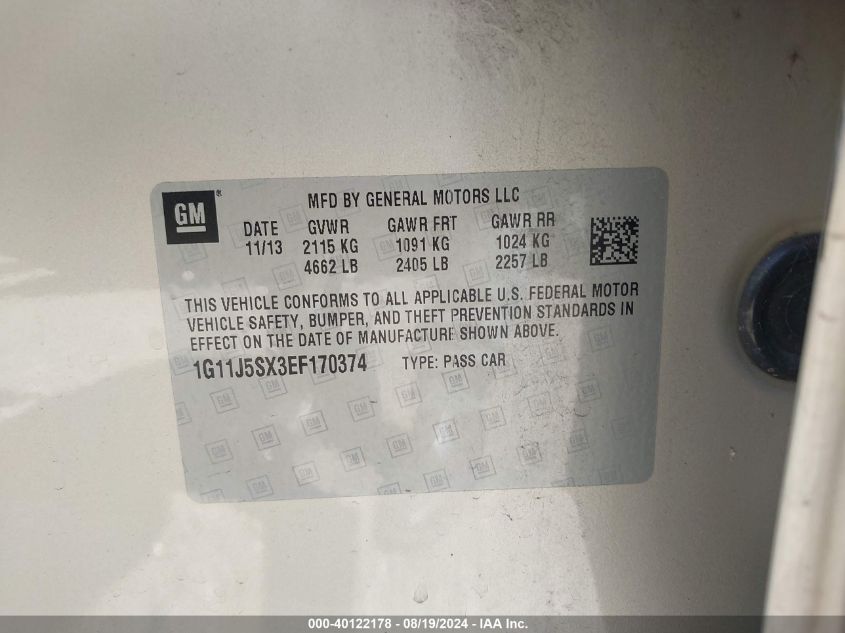 GM ®
MFD BY GENERAL MOTORS LLC
DATE GVWR GAWR FRT GAWR RR
11/13 2115 KG 1091 KG 1024 KG
4662 LB 2405 LB 2257 LB
THIS VEHICLE CONFORMS TO ALL APPLICABLE U.S. FEDERAL MOTOR
VEHICLE SAFETY, BUMPER, AND THEFT PREVENTION STANDARDS IN
EFFECT ON THE DATE OF MANUFACTURE SHOWN ABOVE.
1G11J5SX3EF170374 TYPE: PASS CAR
000-40122178 - 08/19/2024 - IAA Inc.